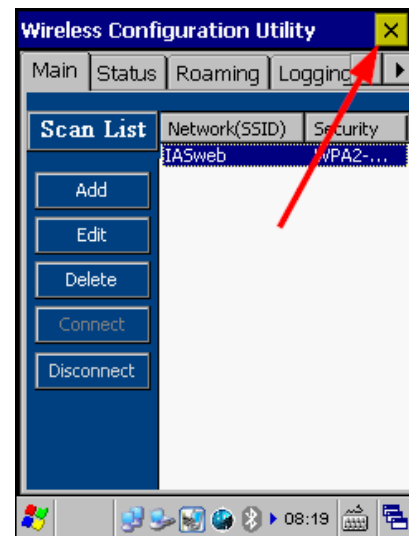 Wireless Configuration Utility
Main Status Roaming Logging
Scan List Network(SSID) Security
IASweb WPA2-...
Add
Edit
Delete
Connect
Disconnect
08:19